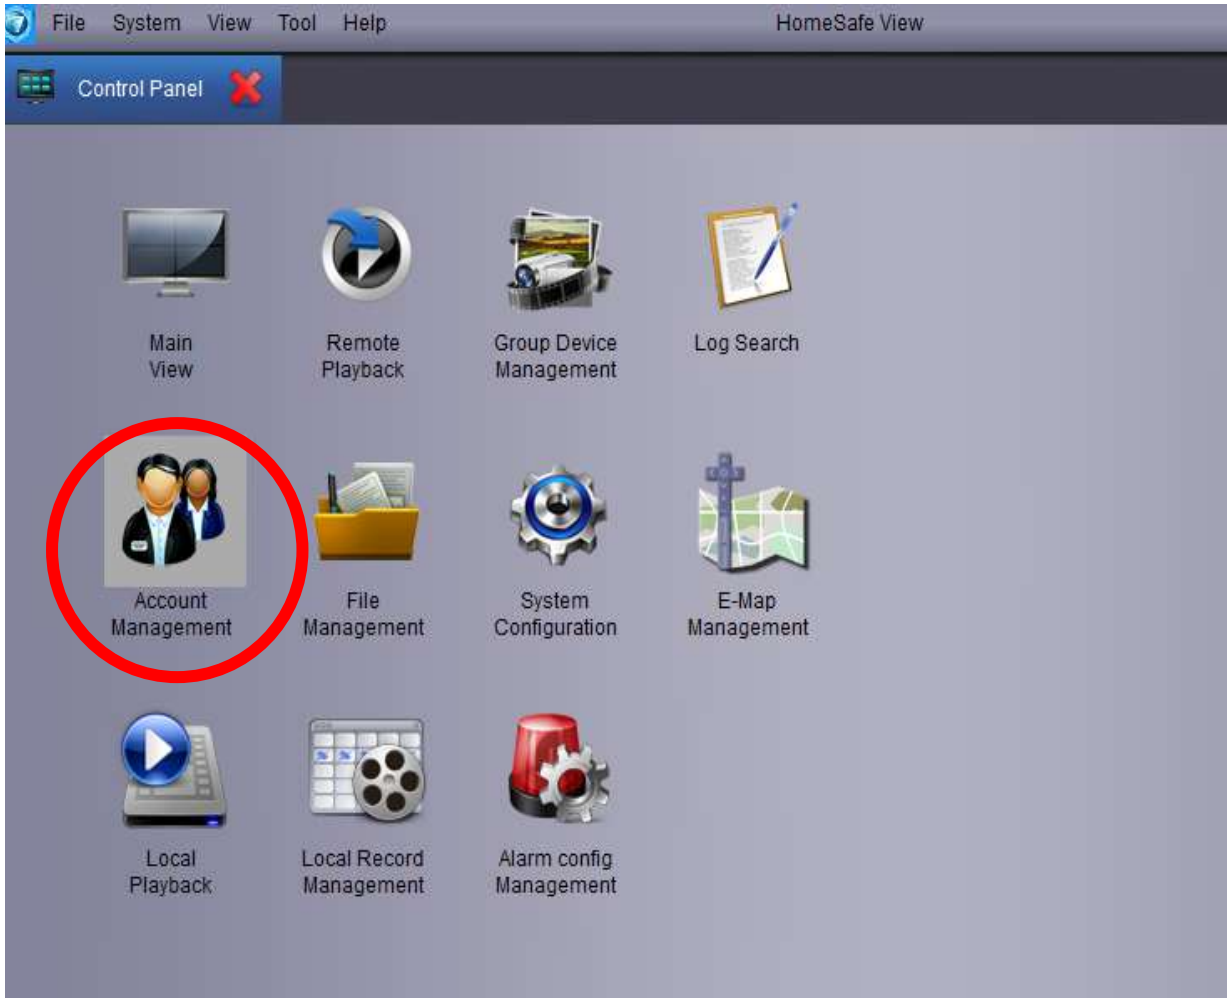 File System View Tool Help HomeSafe View
Control Panel
Main
View
Remote
Playback
Group Device
Management
Log Search
Account
Management
File
Management
System
Configuration
E-Map
Management
Local
Playback
Local Record
Management
Alarm config
Management